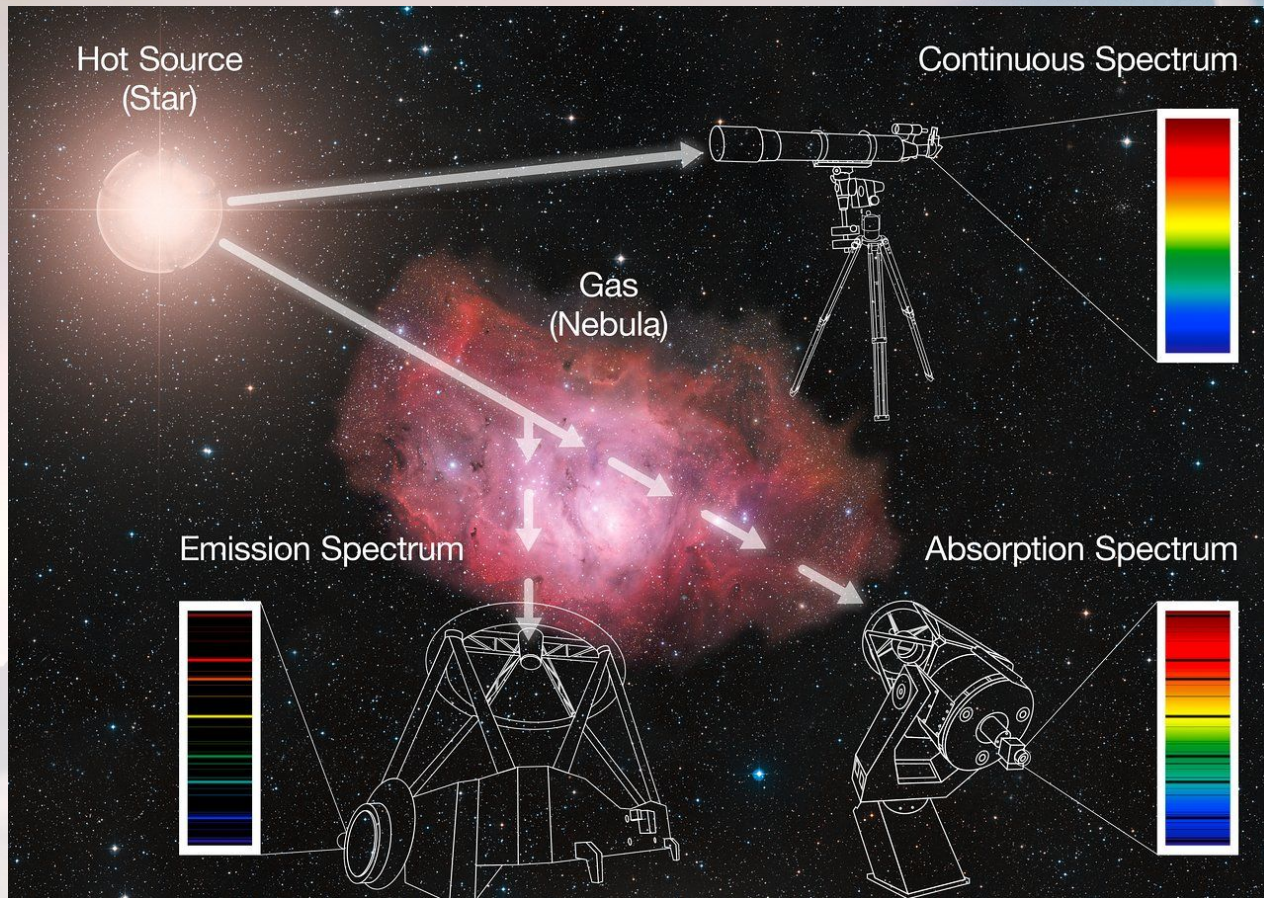 Hot Source
(Star)
Continuous Spectrum
Gas
(Nebula)
Emission Spectrum
Absorption Spectrum